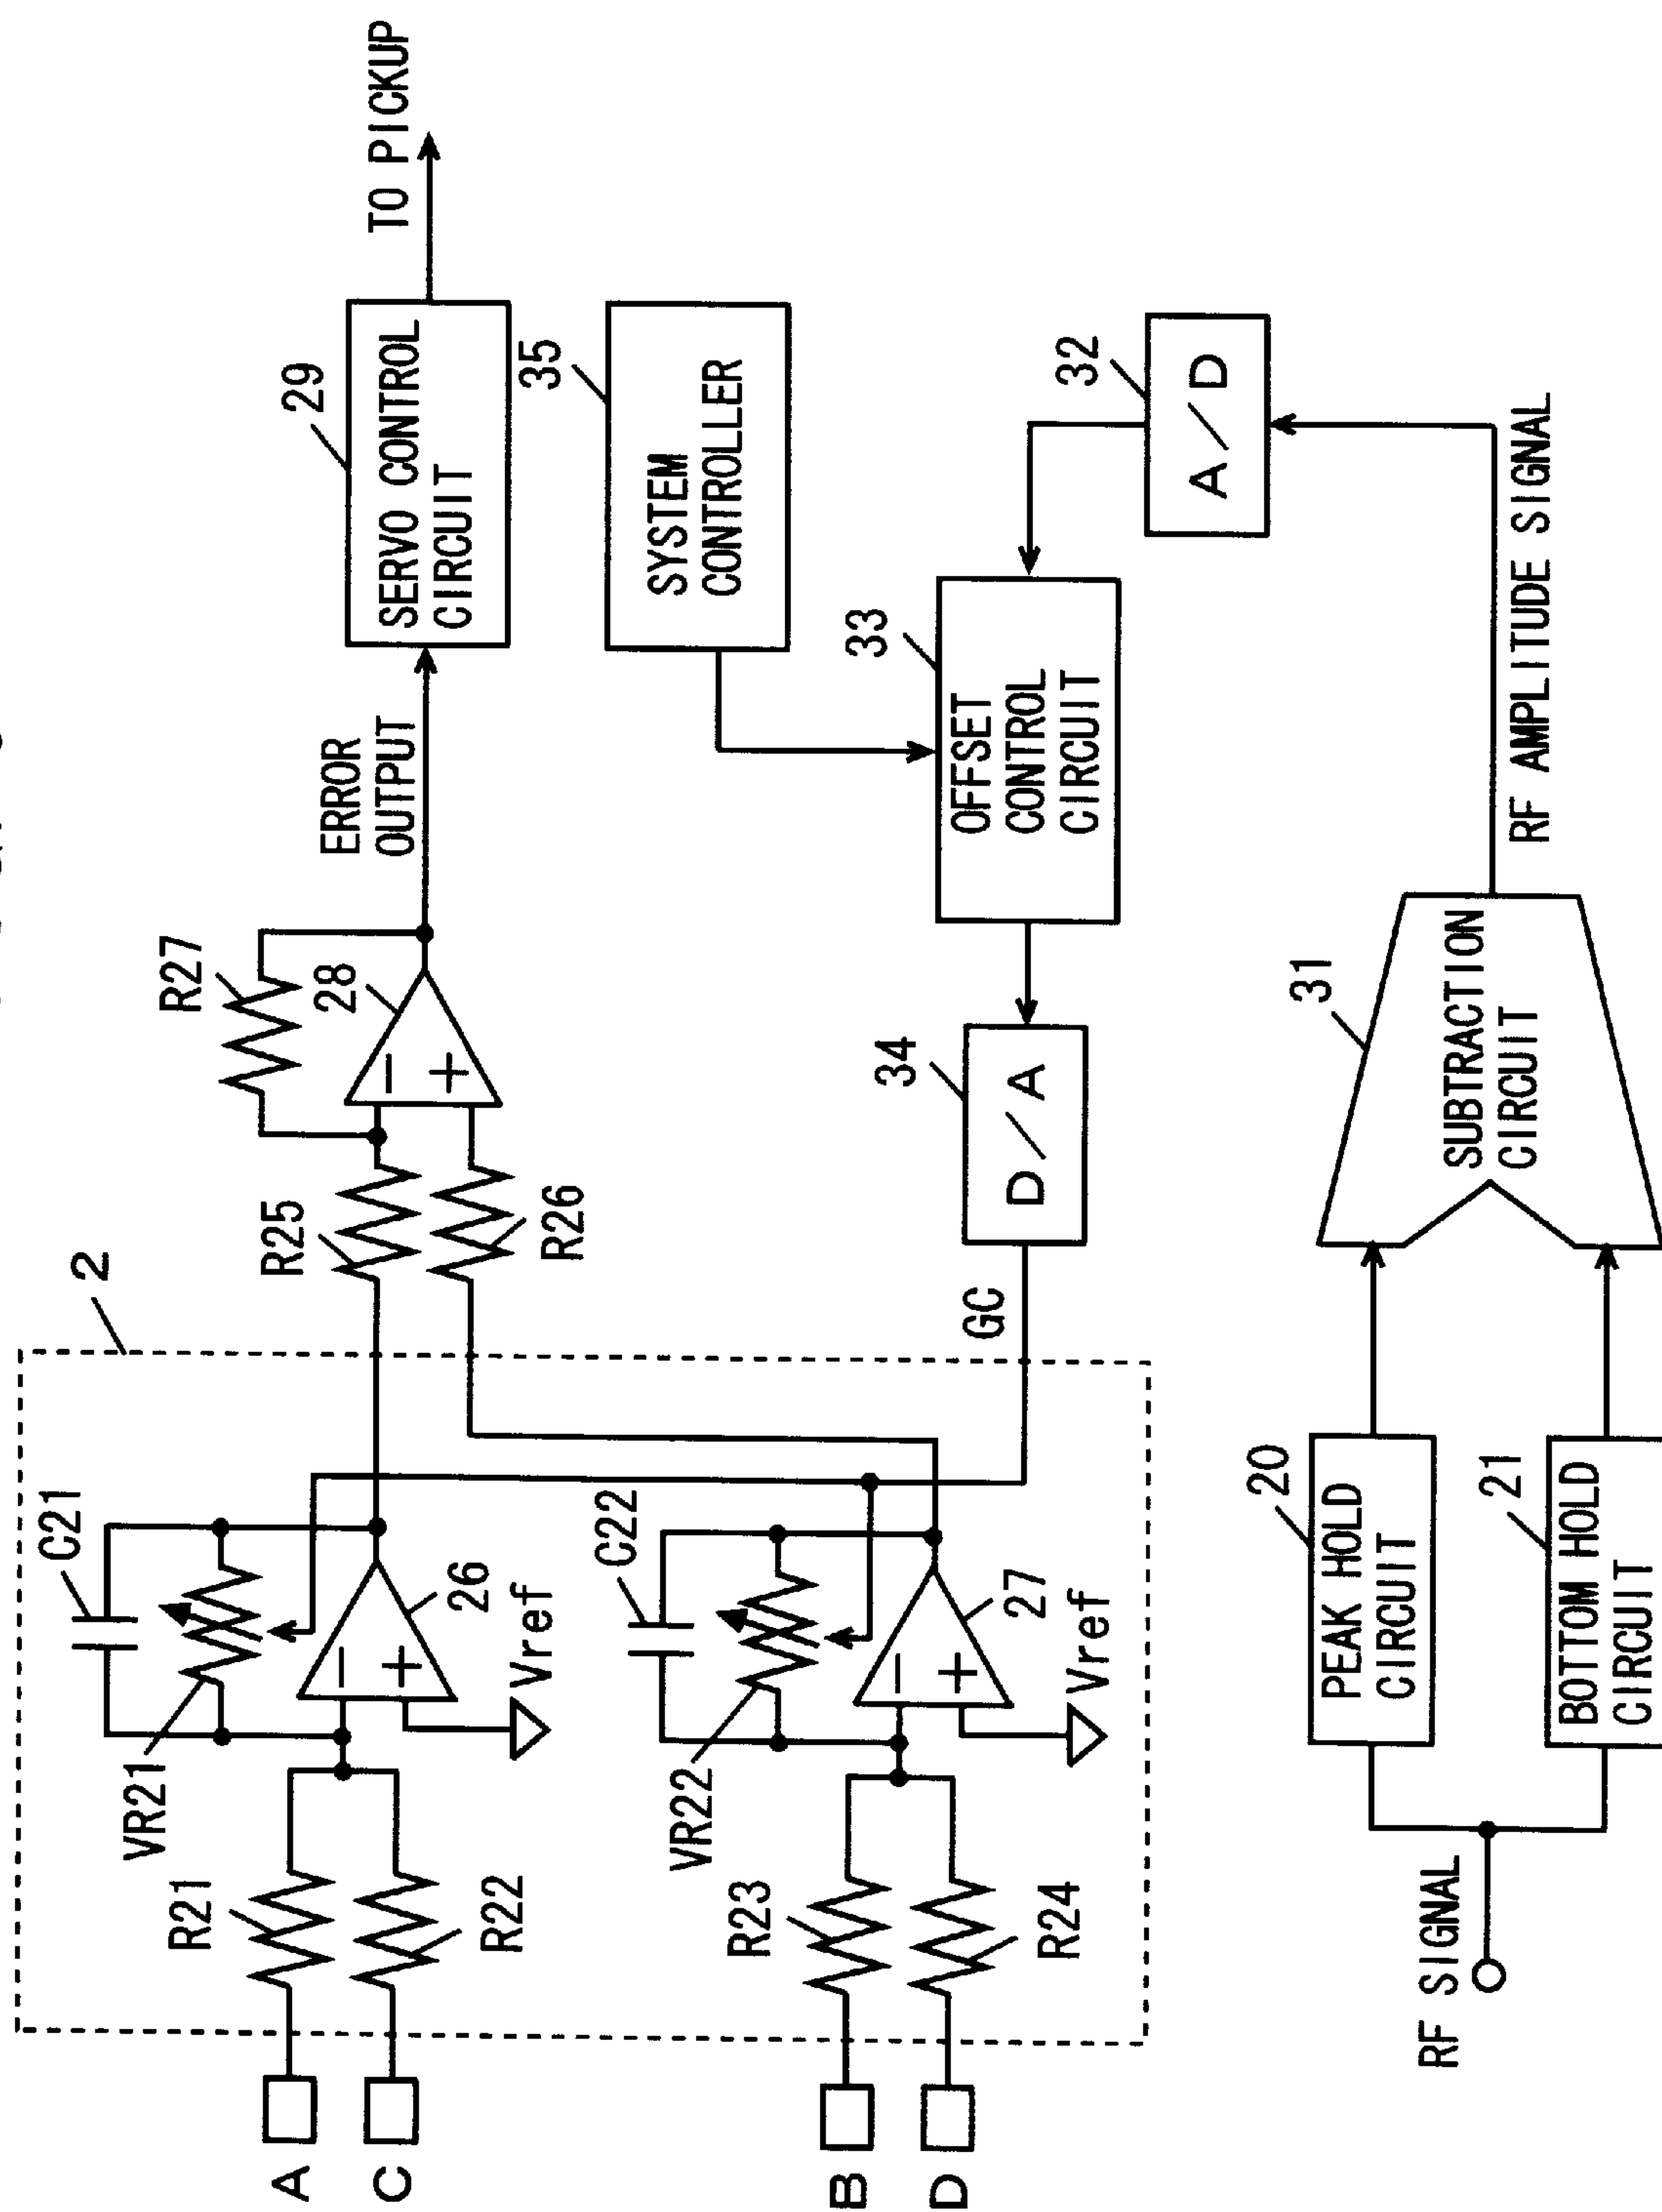 A
C
B
D
R21
R22
R23
R24
VR21
C21
26
Vref
VR22
C22
27
Vref
2
R25
R26
R27
28
ERROR
OUTPUT
29
SERVO CONTROL
CIRCUIT
TO PICKUP
35
SYSTEM
CONTROLLER
GC
34
D/A
33
OFFSET
CONTROL
CIRCUIT
32
A/D
RF SIGNAL
20
PEAK HOLD
CIRCUIT
21
BOTTOM HOLD
CIRCUIT
31
SUBTRACTION
CIRCUIT
RF AMPLITUDE SIGNAL